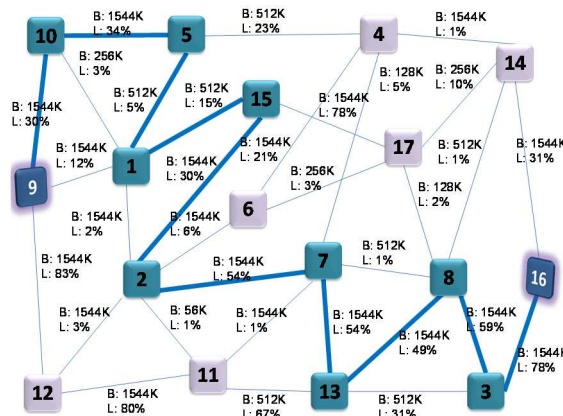 B: 1544K
L: 34%
B: 512K
L: 23%
B: 1544K
L: 1%
10
5
4
14
B: 256K
L: 3%
B: 128K
L: 5%
B: 256K
L: 10%
B: 512K
L: 5%
B: 512K
L: 15%
15
B: 1544K
L: 78%
B: 1544K
L: 30%
B: 1544K
L: 12%
1
B: 1544K
L: 30%
B: 1544K
L: 21%
17
B: 512K
L: 1%
B: 1544K
L: 31%
9
B: 256K
L: 3%
B: 128K
L: 2%
6
B: 1544K
L: 2%
B: 1544K
L: 6%
B: 1544K
L: 83%
2
B: 1544K
L: 54%
7
B: 512K
L: 1%
8
16
B: 1544K
L: 3%
B: 56K
L: 1%
B: 1544K
L: 1%
B: 1544K
L: 54%
B: 1544K
L: 49%
B: 1544K
L: 59%
B: 1544K
L: 78%
12
11
13
3
B: 1544K
L: 80%
B: 512K
L: 67%
B: 512K
L: 31%